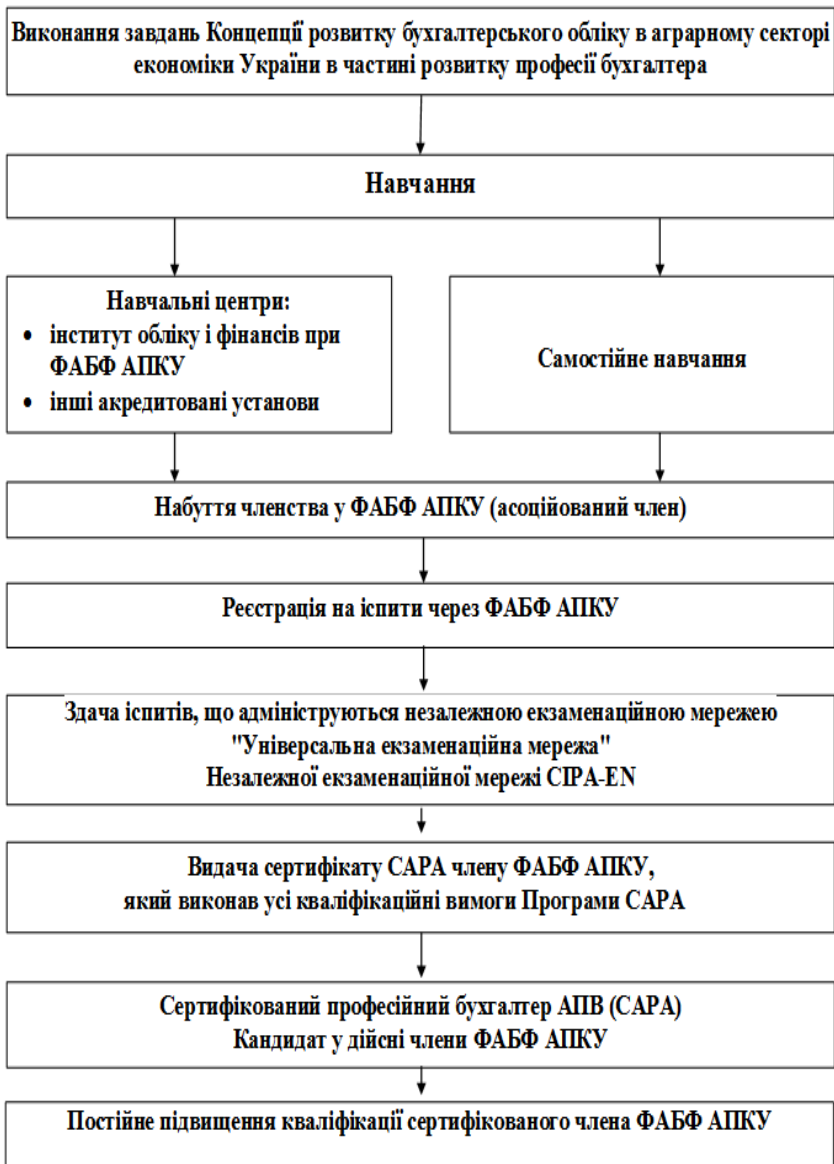 Виконання завдань Концепції розвитку бухгалтерського обліку в аграрному секторі
економіки України в частині розвитку професії бухгалтера
Навчання
Навчальні центри:
• інститут обліку і фінансів при
ФАБФ АПКУ
• інші акредитовані установи
Самостійне навчання
Набуття членства у ФАБФ АПКУ (асоційований член)
Реєстрація на іспити через ФАБФ АПКУ
Здача іспитів, що адмініструються незалежною екзаменаційною мережею
"Універсальна екзаменаційна мережа"
Незалежної екзаменаційної мережі CIPA-EN
Видача сертифікату САРА члену ФАБФ АПКУ,
який виконав усі кваліфікаційні вимоги Програми САРА
Сертифікований професійний бухгалтер АПВ (САРА)
Кандидат у дійсні члени ФАБФ АПКУ
Постійне підвищення кваліфікації сертифікованого члена ФАБФ АПКУ